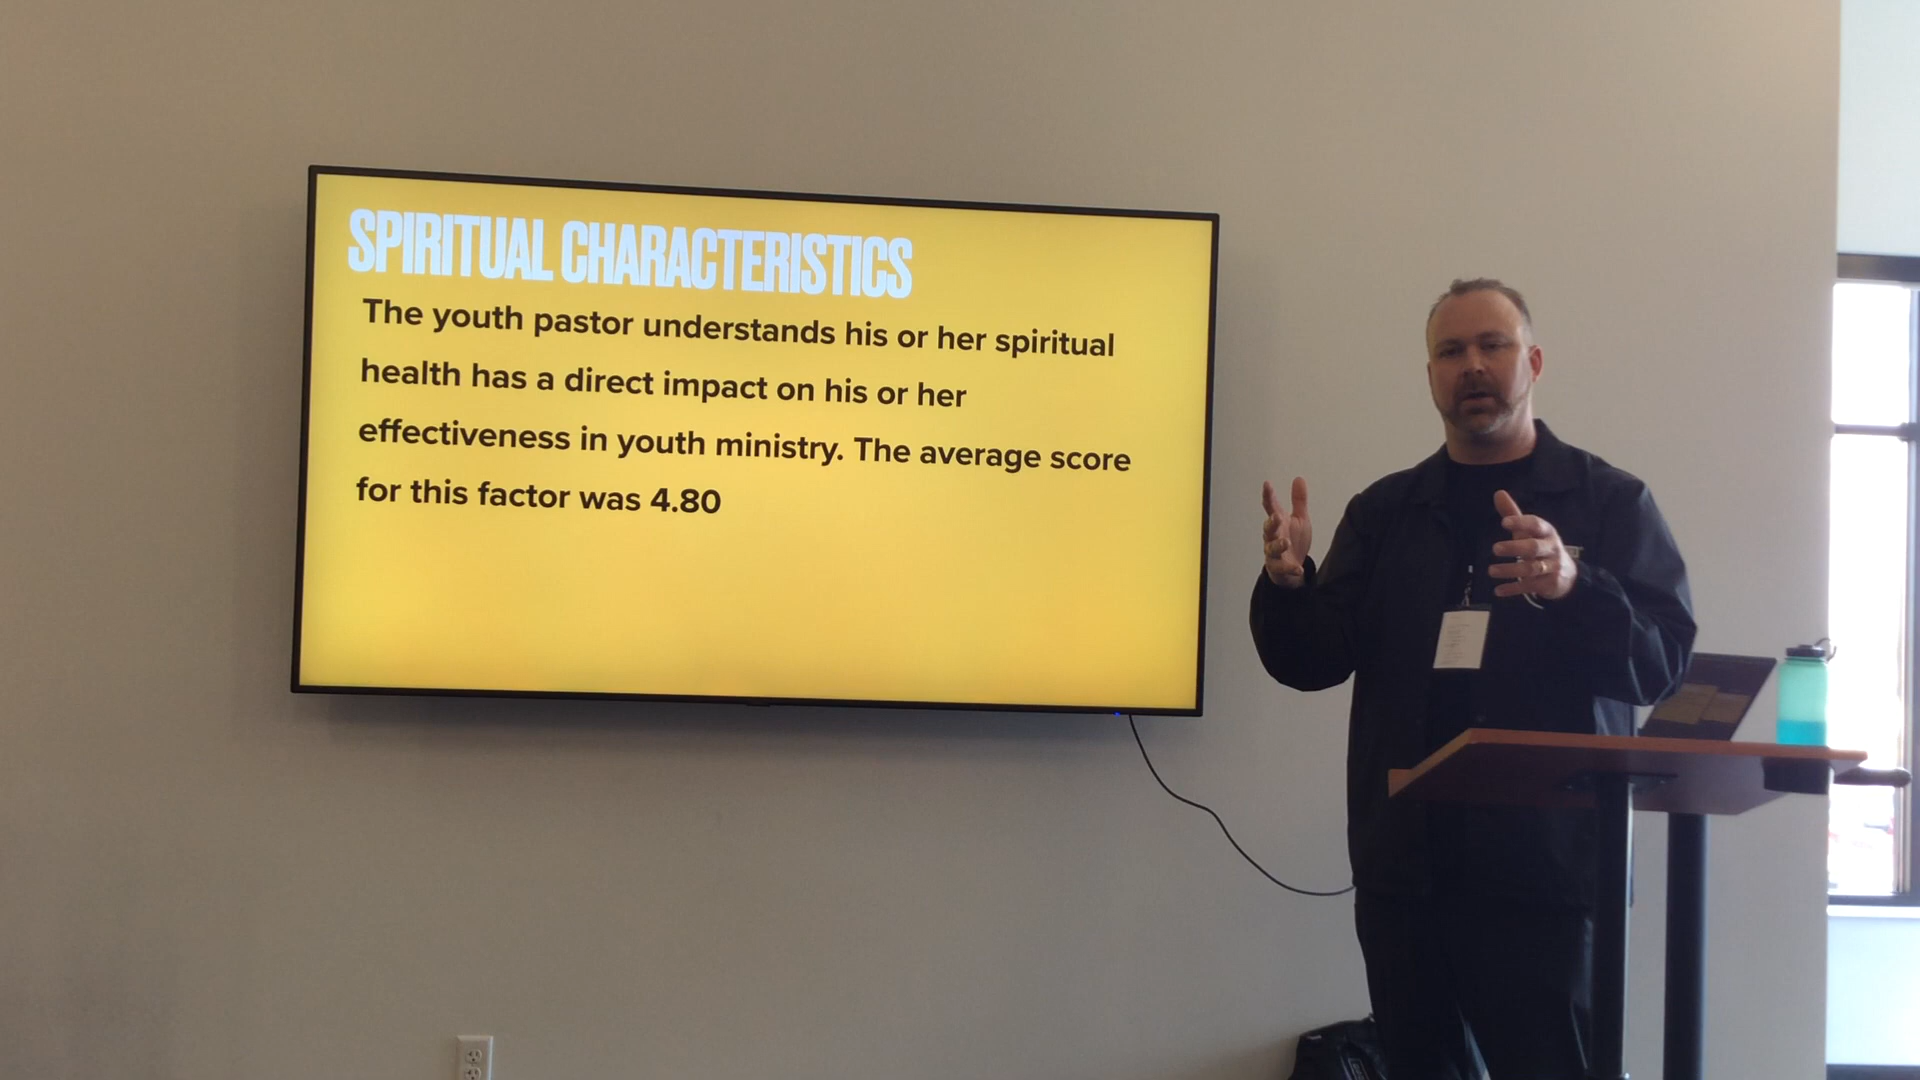 SPIRITUAL CHARACTERISTICS
The youth pastor understands his or her spiritual
health has a direct impact on his or her
effectiveness in youth ministry. The average score
for this factor was 4.80